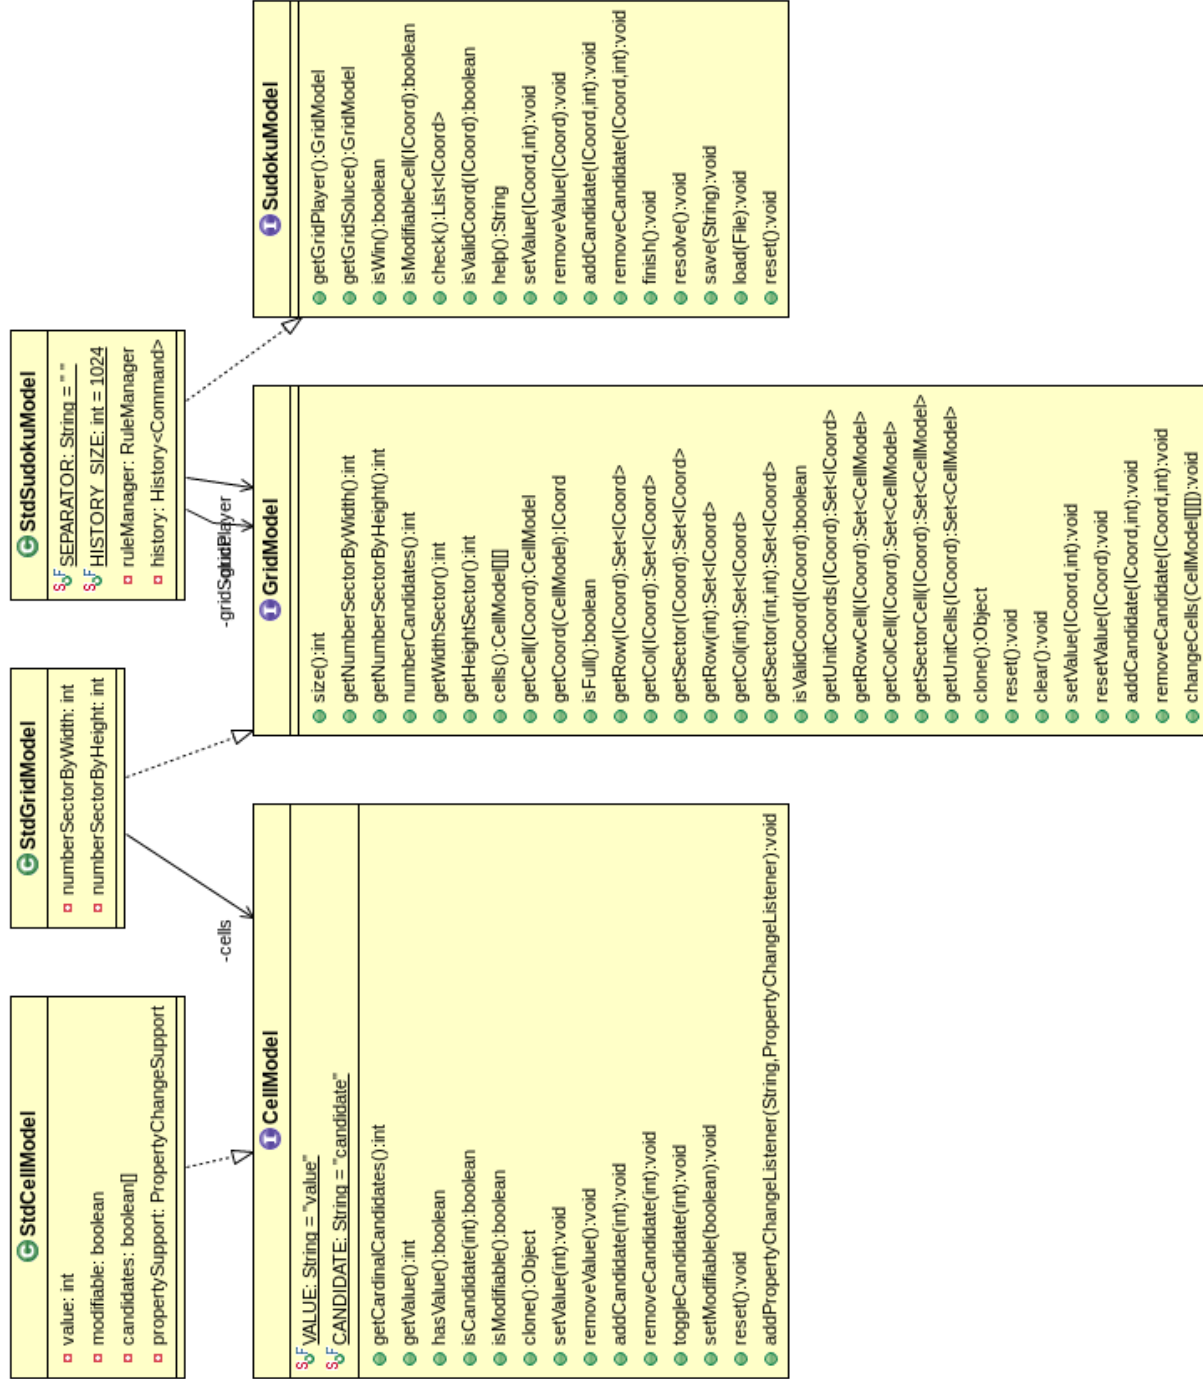 StdCellModel
value: int
modifiable: boolean
candidates: boolean[]
propertySupport: PropertyChangeSupport
StdGridModel
numberSectorByWidth: int
numberSectorByHeight: int
StdSudokuModel
SEPARATOR: String = " "
HISTORY_SIZE: int = 1024
ruleManager: RuleManager
history: History<Command>
-cells
CellModel
VALUE: String = "value"
CANDIDATE: String = "candidate"
getCardinalCandidates():int
getValue():int
hasValue():boolean
isCandidate(int):boolean
isModifiable():boolean
clone():Object
setValue(int):void
removeValue():void
addCandidate(int):void
removeCandidate(int):void
toggleCandidate(int):void
setModifiable(boolean):void
reset():void
addPropertyChangeListener(String,PropertyChangeListener):void
GridModel
size():int
getNumberSectorByWidth():int
getNumberSectorByHeight():int
numberCandidates():int
getWidthSector():int
getHeightSector():int
cells():CellModel[][]
getCell(ICoord):CellModel
getCoord(CellModel):ICoord
isFull():boolean
getRow(ICoord):Set<ICoord>
getCol(ICoord):Set<ICoord>
getSector(ICoord):Set<ICoord>
getRow(int):Set<ICoord>
getCol(int):Set<ICoord>
getSector(int,int):Set<ICoord>
isValidCoord(ICoord):boolean
getUnitCoords(ICoord):Set<ICoord>
getRowCell(ICoord):Set<CellModel>
getColCell(ICoord):Set<CellModel>
getSectorCell(ICoord):Set<CellModel>
getUnitCells(ICoord):Set<CellModel>
clone():Object
reset():void
clear():void
setValue(ICoord,int):void
resetValue(ICoord):void
addCandidate(ICoord,int):void
removeCandidate(ICoord,int):void
changeCells(CellModel[][]):void
SudokuModel
getGridPlayer():GridModel
getGridSoluce():GridModel
isWin():boolean
isModifiableCell(ICoord):boolean
check():List<ICoord>
isValidCoord(ICoord):boolean
help():String
setValue(ICoord,int):void
removeValue(ICoord):void
addCandidate(ICoord,int):void
removeCandidate(ICoord,int):void
finish():void
resolve():void
save(String):void
load(File):void
reset():void